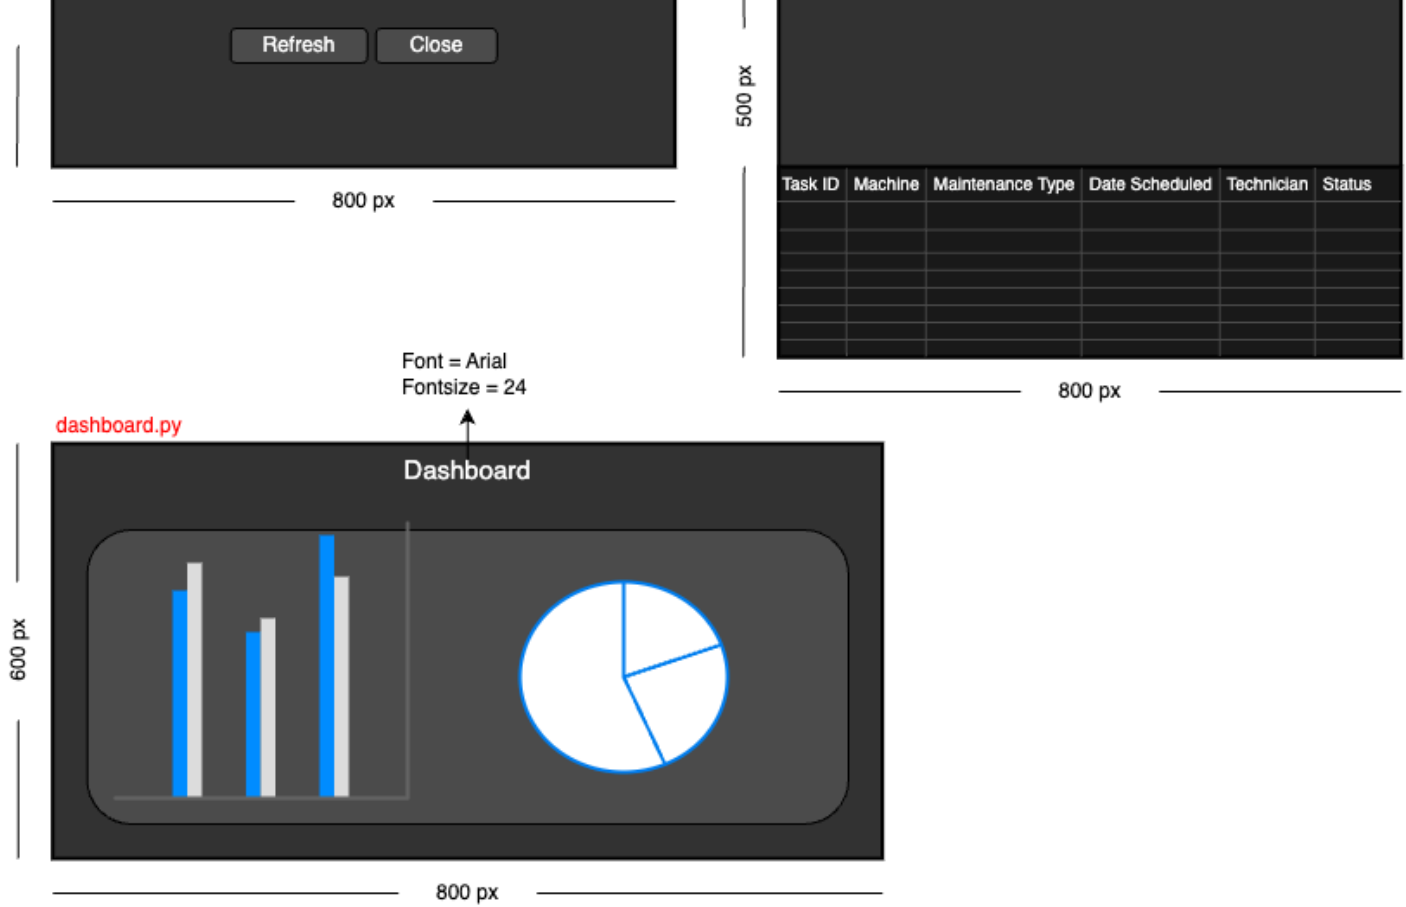 Refresh
Close
800 px
500 px
Task ID
Machine
Maintenance Type
Date Scheduled
Technician
Status
800 px
Font = Arial
Fontsize = 24
dashboard.py
Dashboard
600 px
800 px